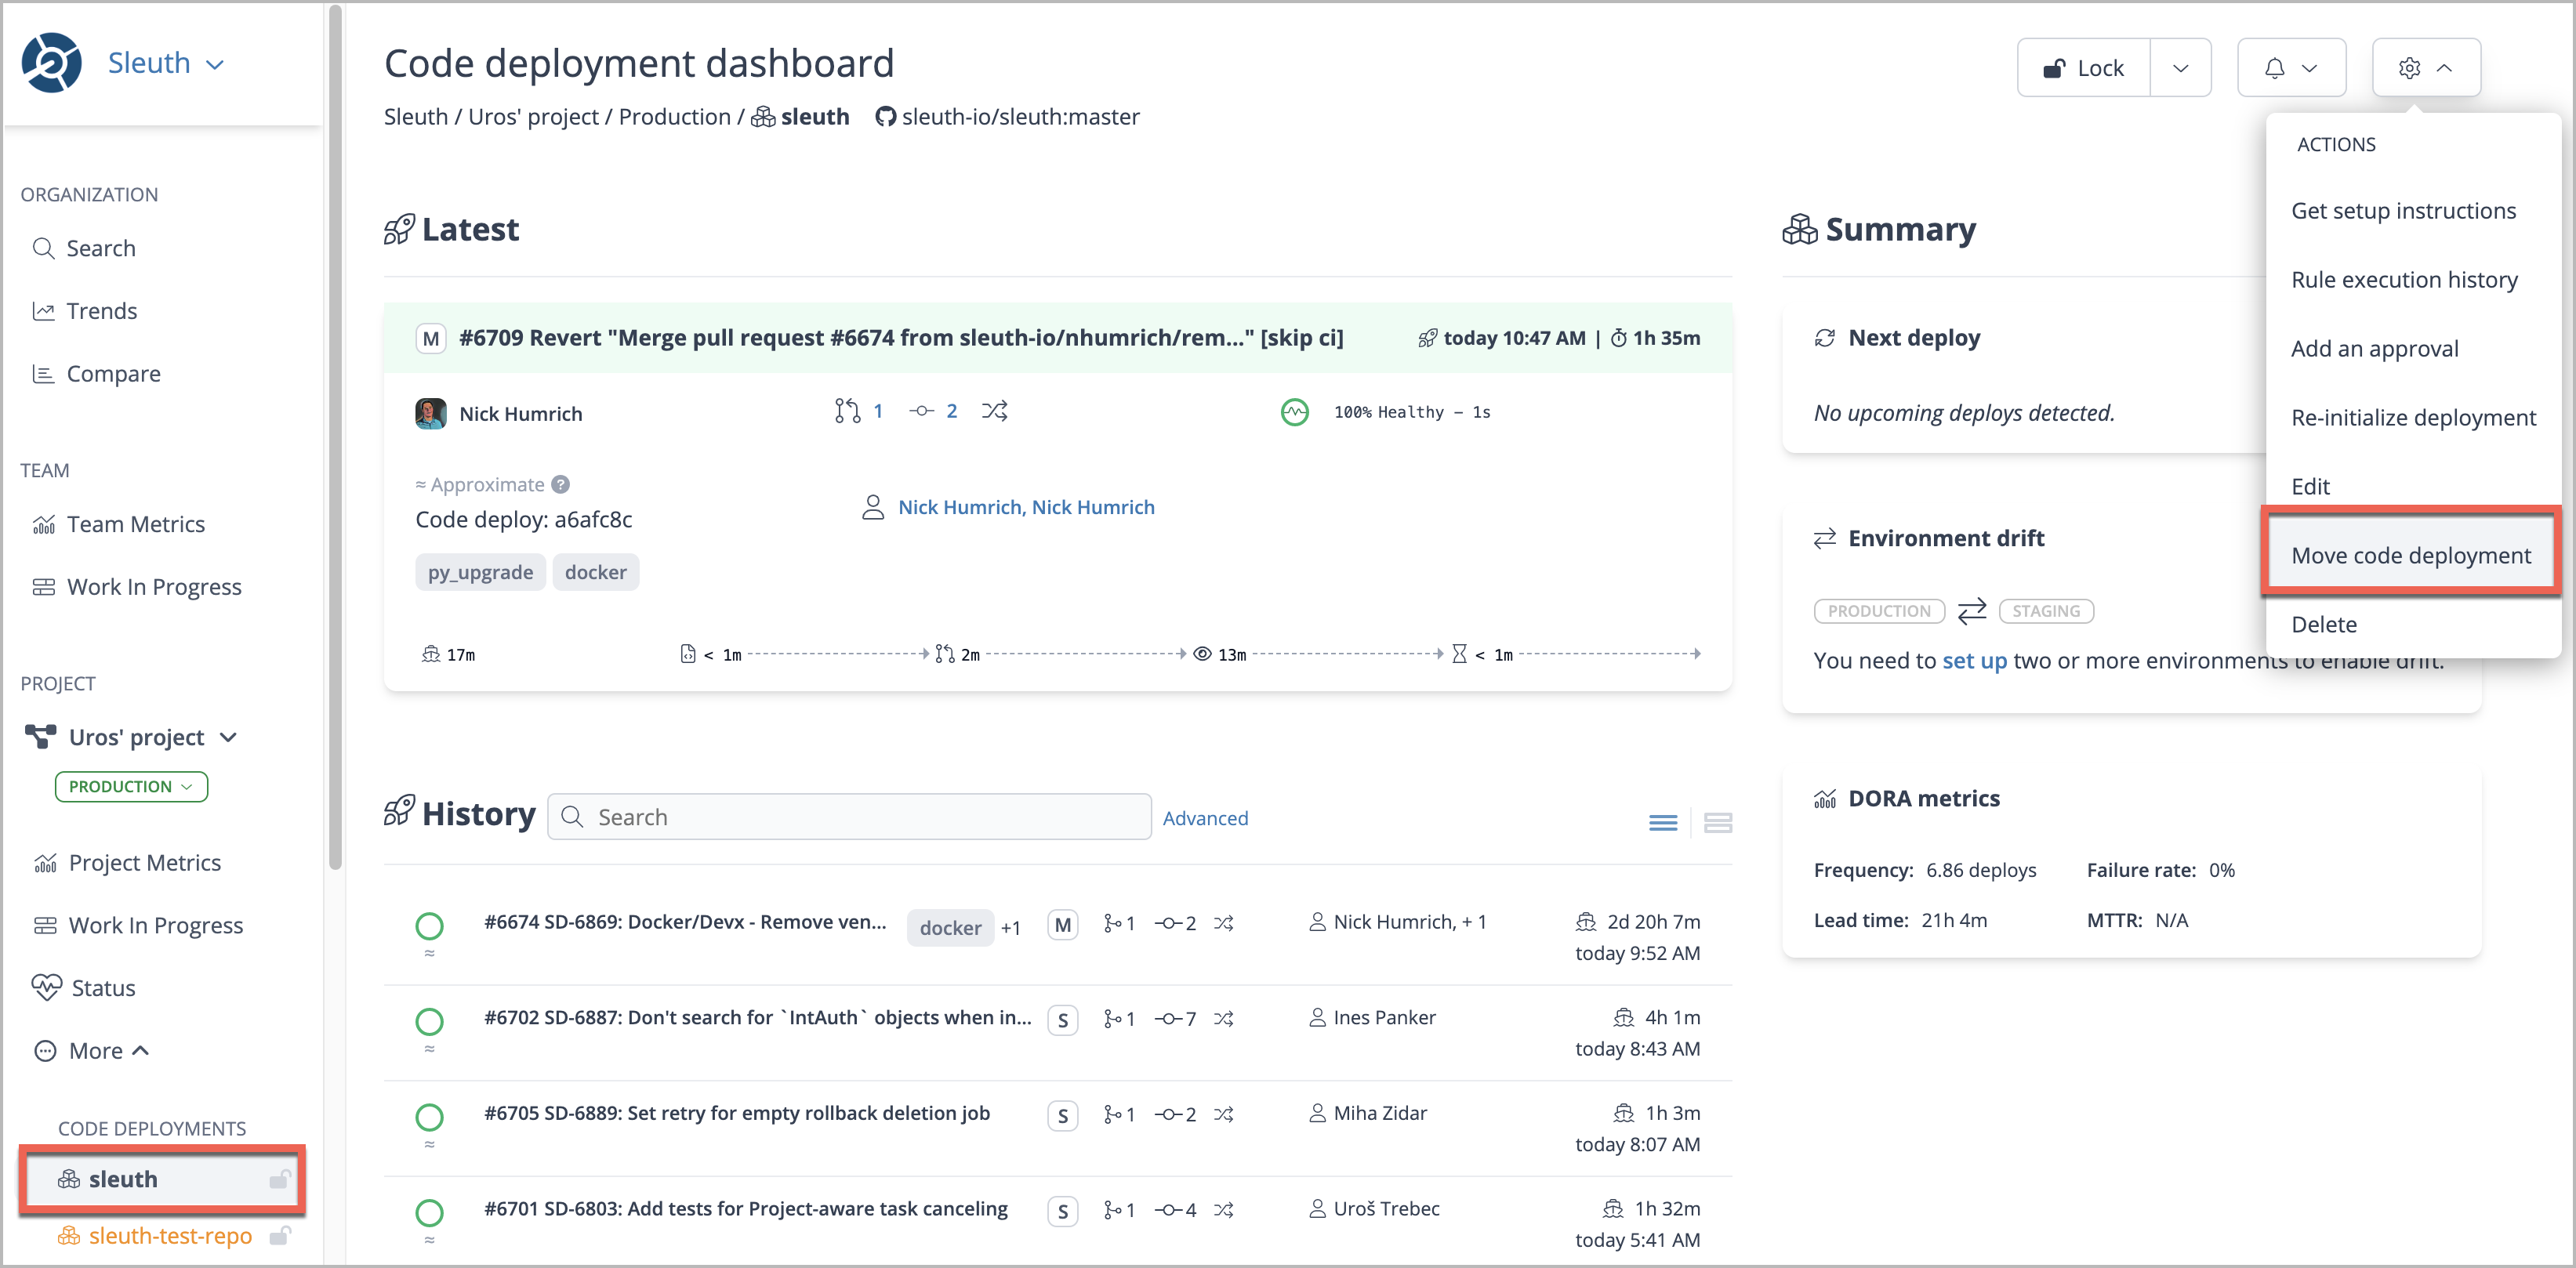 Sleuth
ORGANIZATION
Search
Trends
Compare
TEAM
Team Metrics
Work In Progress
PROJECT
Uros' project
PRODUCTION
Project Metrics
Work In Progress
Status
More
CODE DEPLOYMENTS
sleuth
sleuth-test-repo
Code deployment dashboard
Sleuth / Uros' project / Production / sleuth sleuth-io/sleuth:master
Lock
ACTIONS
Get setup instructions
Rule execution history
Add an approval
Re-initialize deployment
Edit
Move code deployment
Delete
Latest
M #6709 Revert "Merge pull request #6674 from sleuth-io/nhumrich/rem..." [skip ci] today 10:47 AM | 1h 35m
Nick Humrich 1 2 100% Healthy – 1s
≈ Approximate ?
Code deploy: a6afc8c
Nick Humrich, Nick Humrich
py_upgrade docker
17m < 1m 2m 13m < 1m
History Search Advanced
#6674 SD-6869: Docker/Devx - Remove ven... docker +1 M 1 2 Nick Humrich, + 1 2d 20h 7m
≈ today 9:52 AM
#6702 SD-6887: Don't search for `IntAuth` objects when in... S 1 7 Ines Panker 4h 1m
≈ today 8:43 AM
#6705 SD-6889: Set retry for empty rollback deletion job S 1 2 Miha Zidar 1h 3m
≈ today 8:07 AM
#6701 SD-6803: Add tests for Project-aware task canceling S 1 4 Uroš Trebec 1h 32m
≈ today 5:41 AM
Summary
Next deploy
No upcoming deploys detected.
Environment drift
PRODUCTION STAGING
You need to set up two or more environments to enable drift.
DORA metrics
Frequency: 6.86 deploys Failure rate: 0%
Lead time: 21h 4m MTTR: N/A